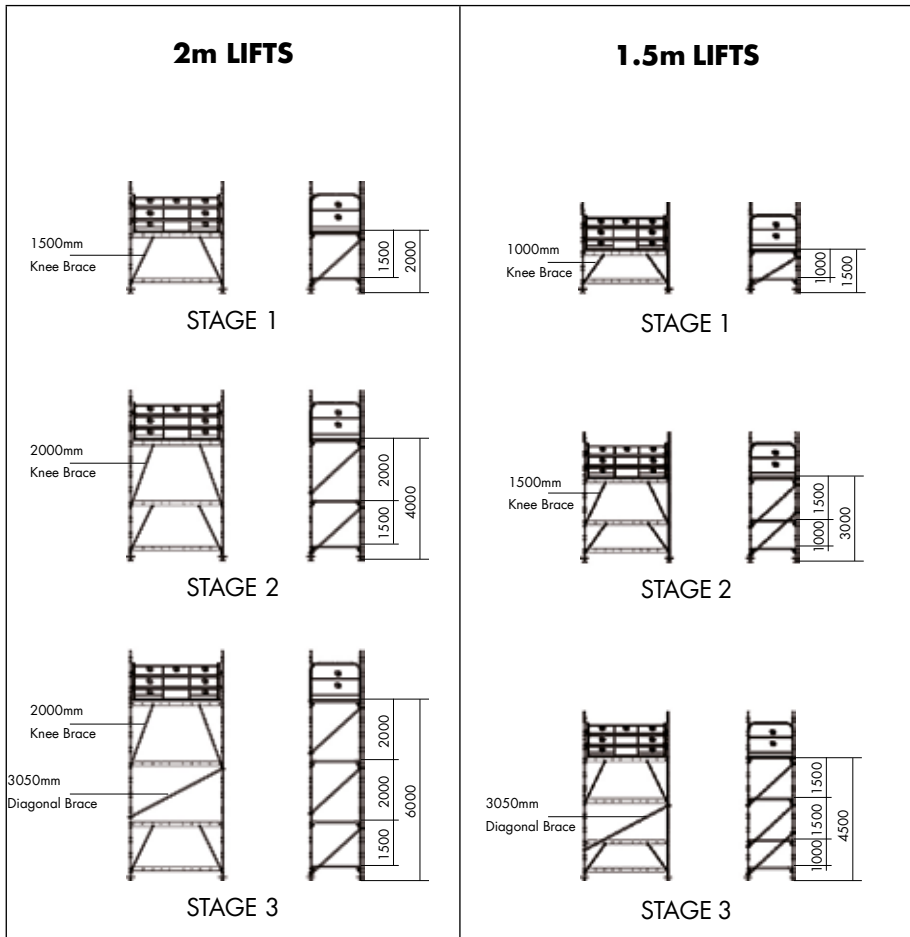 2m LIFTS
1500mm
Knee Brace
1500
2000
STAGE 1
2000mm
Knee Brace
2000
1500
4000
STAGE 2
2000mm
Knee Brace
3050mm
Diagonal Brace
2000
2000
1500
6000
STAGE 3
1.5m LIFTS
1000mm
Knee Brace
1000
1500
STAGE 1
1500mm
Knee Brace
1500
1000
3000
STAGE 2
3050mm
Diagonal Brace
1500
1500
1000
4500
STAGE 3